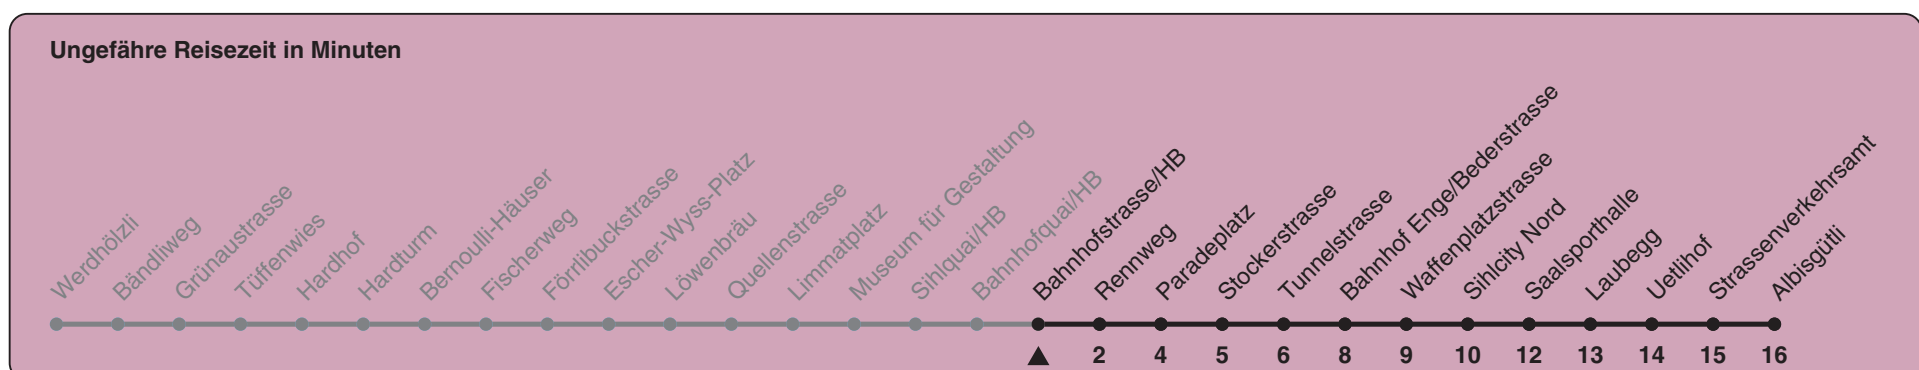 Ungefähre Reisezeit in Minuten
Werdhölzli
Bändliweg
Grünaustrasse
Tüffenwies
Hardhof
Hardturm
Bernoulli-Häuser
Fischerweg
Förrlibuckstrasse
Escher-Wyss-Platz
Löwenbräu
Quellenstrasse
Limmatplatz
Museum für Gestaltung
Sihlquai/HB
Bahnhofquai/HB
Bahnhofstrasse/HB
Rennweg
Paradeplatz
Stockerstrasse
Tunnelstrasse
Bahnhof Enge/Bederstrasse
Waffenplatzstrasse
Sihlcity Nord
Saalsporthalle
Laubegg
Uetlihof
Strassenverkehrsamt
Albisgütli
2 4 5 6 8 9 10 12 13 14 15 16